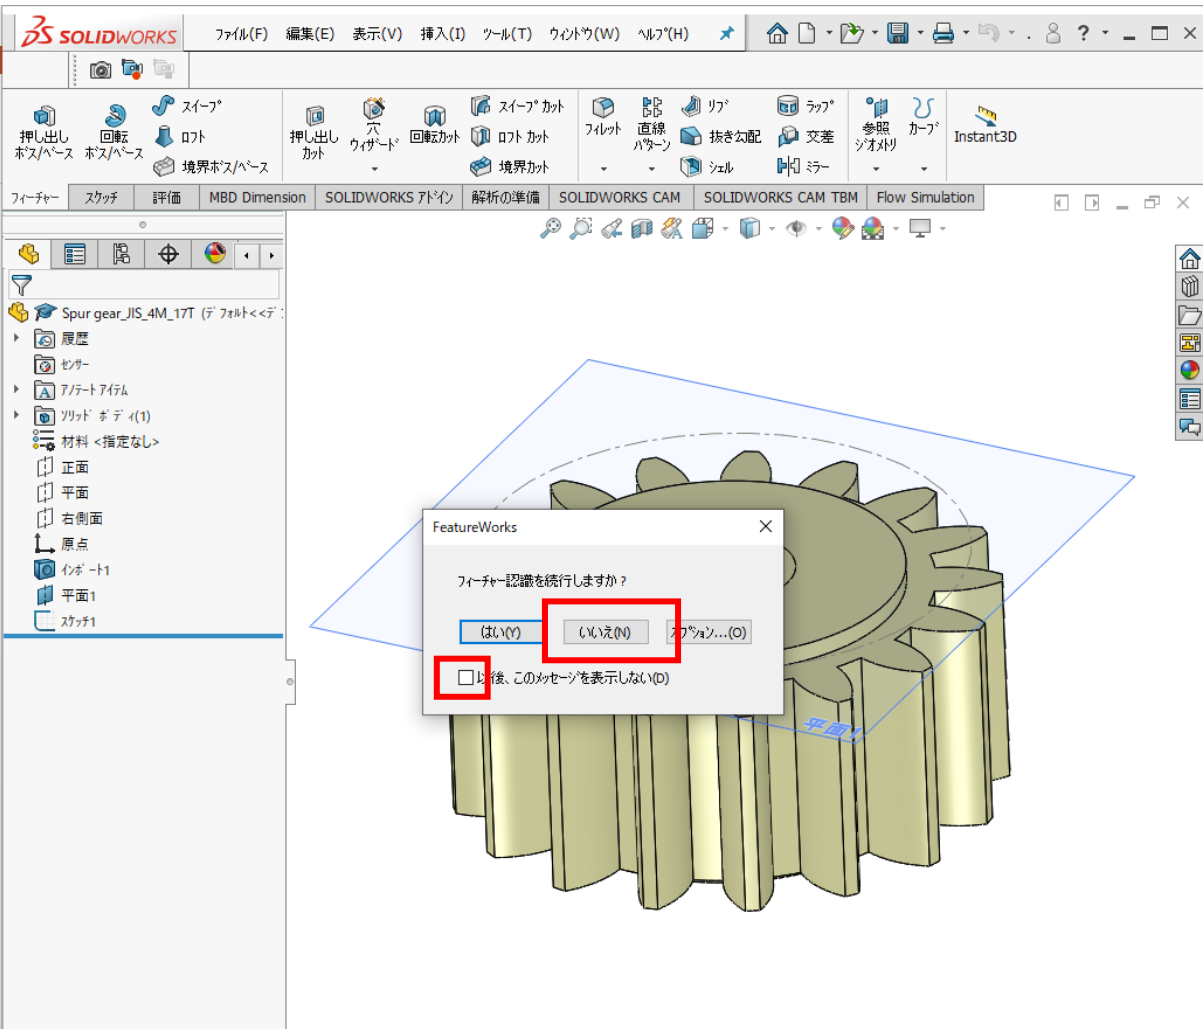 SOLIDWORKS ファイル(F) 編集(E) 表示(V) 挿入(I) ツール(T) ウィンドウ(W) ヘルプ(H)
押し出し
ボス/ベース
回転
ボス/ベース
スイープ
ロフト
境界ボス/ベース
押し出し
カット
穴
ウィザード
回転カット
スイープ カット
ロフト カット
境界カット
フィレット
直線
パターン
リブ
抜き勾配
シェル
ラップ
交差
ミラー
参照
ジオメトリ
カーブ
Instant3D
フィーチャー スケッチ 評価 MBD Dimension SOLIDWORKS アドイン 解析の準備 SOLIDWORKS CAM SOLIDWORKS CAM TBM Flow Simulation
Spur gear_JIS_4M_17T (デフォルト<<デ
履歴
センサー
アノテート アイテム
ソリッド ボディ(1)
材料 <指定なし>
正面
平面
右側面
原点
インポート1
平面1
スケッチ1
FeatureWorks
フィーチャー認識を続行しますか?
はい(Y) いいえ(N) オプション...(O)
以後、このメッセージを表示しない(D)
平面1